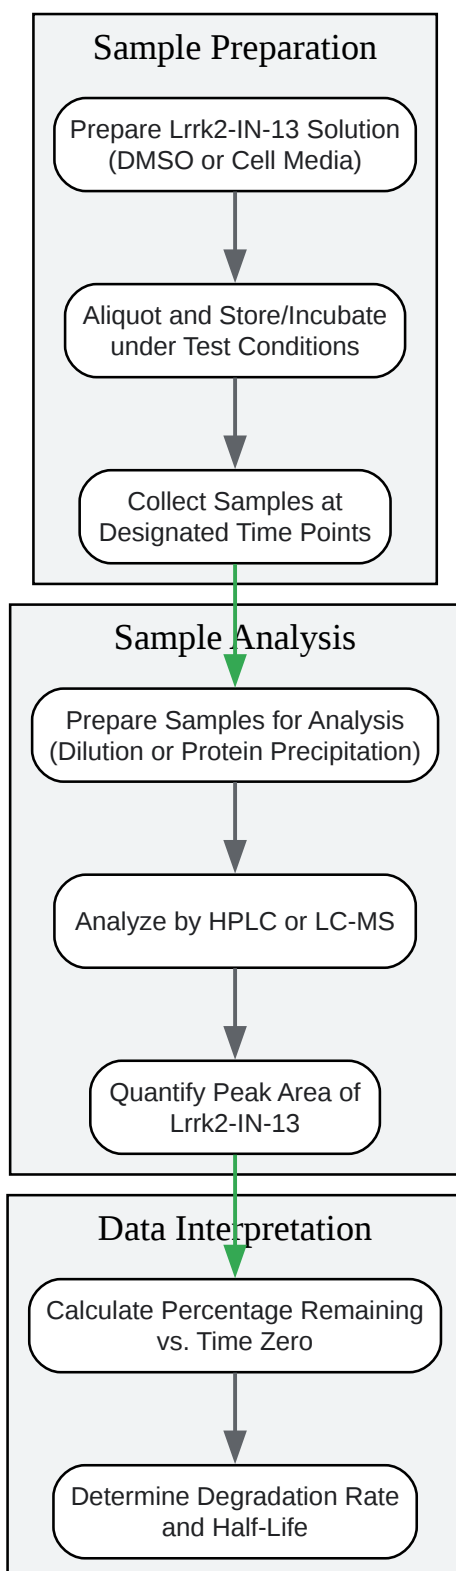 Sample Preparation
Prepare Lrrk2-IN-13 Solution
(DMSO or Cell Media)
Aliquot and Store/Incubate
under Test Conditions
Collect Samples at
Designated Time Points
Sample Analysis
Prepare Samples for Analysis
(Dilution or Protein Precipitation)
Analyze by HPLC or LC-MS
Quantify Peak Area of
Lrrk2-IN-13
Data Interpretation
Calculate Percentage Remaining
vs. Time Zero
Determine Degradation Rate
and Half-Life